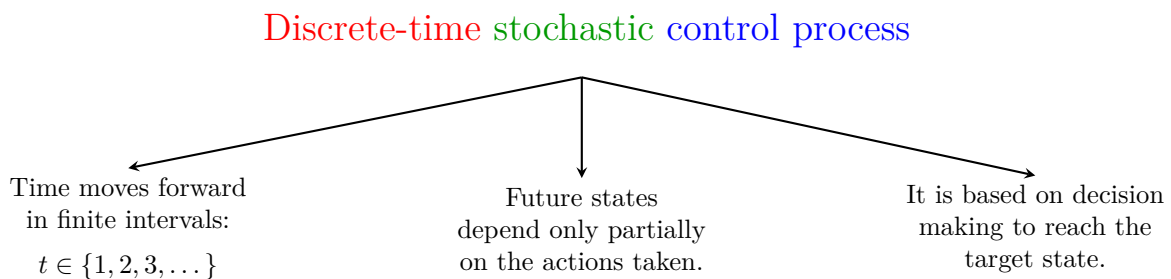 Discrete-time stochastic control process
Time moves forward
in finite intervals:
t ∈ {1, 2, 3, . . . }
Future states
depend only partially
on the actions taken.
It is based on decision
making to reach the
target state.